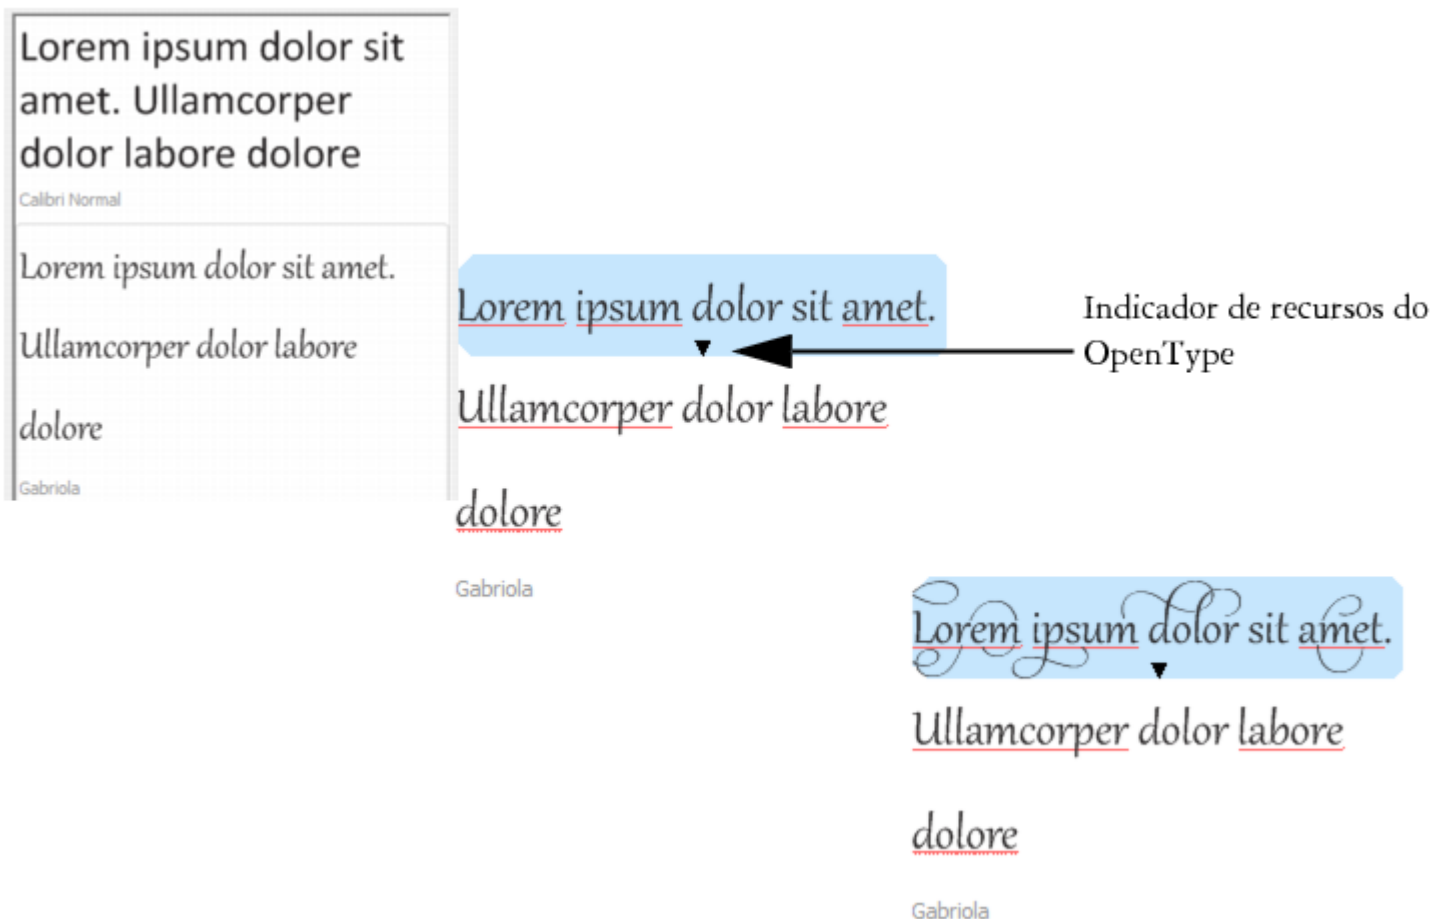 Lorem ipsum dolor sit
amet. Ullamcorper
dolor labore dolore
Calibri Normal
Lorem ipsum dolor sit amet.
Ullamcorper dolor labore
dolore
Gabriola
Lorem ipsum dolor sit amet.
Ullamcorper dolor labore
dolore
Gabriola
Indicador de recursos do
OpenType
Lorem ipsum dolor sit amet.
Ullamcorper dolor labore
dolore
Gabriola